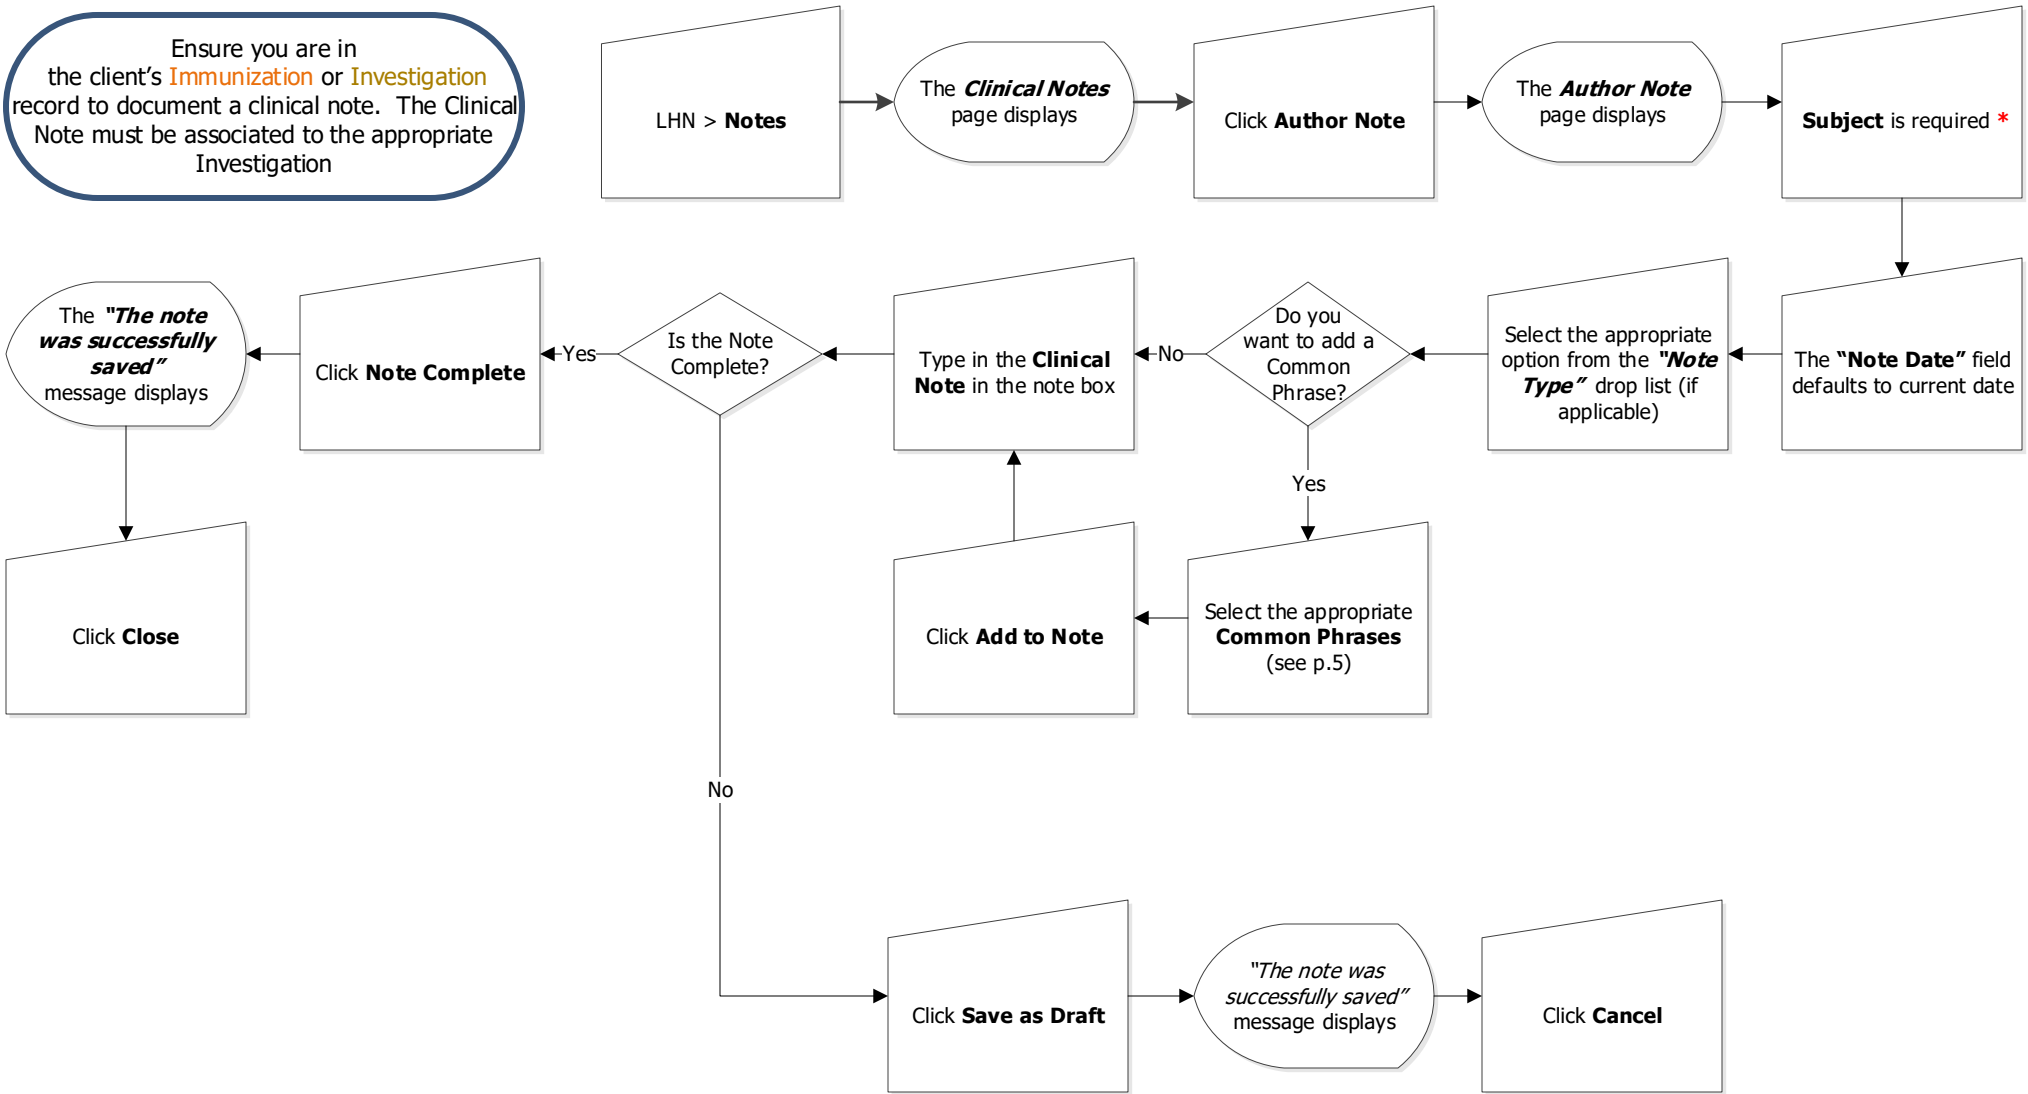 Ensure you are in
the client’s Immunization or Investigation
record to document a clinical note.  The Clinical
Note must be associated to the appropriate
Investigation
LHN > Notes
The Clinical Notes
page displays
Click Author Note
The Author Note
page displays
Subject is required *
The “Note Date” field
defaults to current date
Select the appropriate
option from the “Note
Type” drop list (if
applicable)
Do you
want to add a
Common
Phrase?
No
Yes
Select the appropriate
Common Phrases
(see p.5)
Click Add to Note
Type in the Clinical
Note in the note box
Is the Note
Complete?
Yes
Click Note Complete
The “The note
was successfully
saved”
message displays
Click Close
No
Click Save as Draft
“The note was
successfully saved”
message displays
Click Cancel